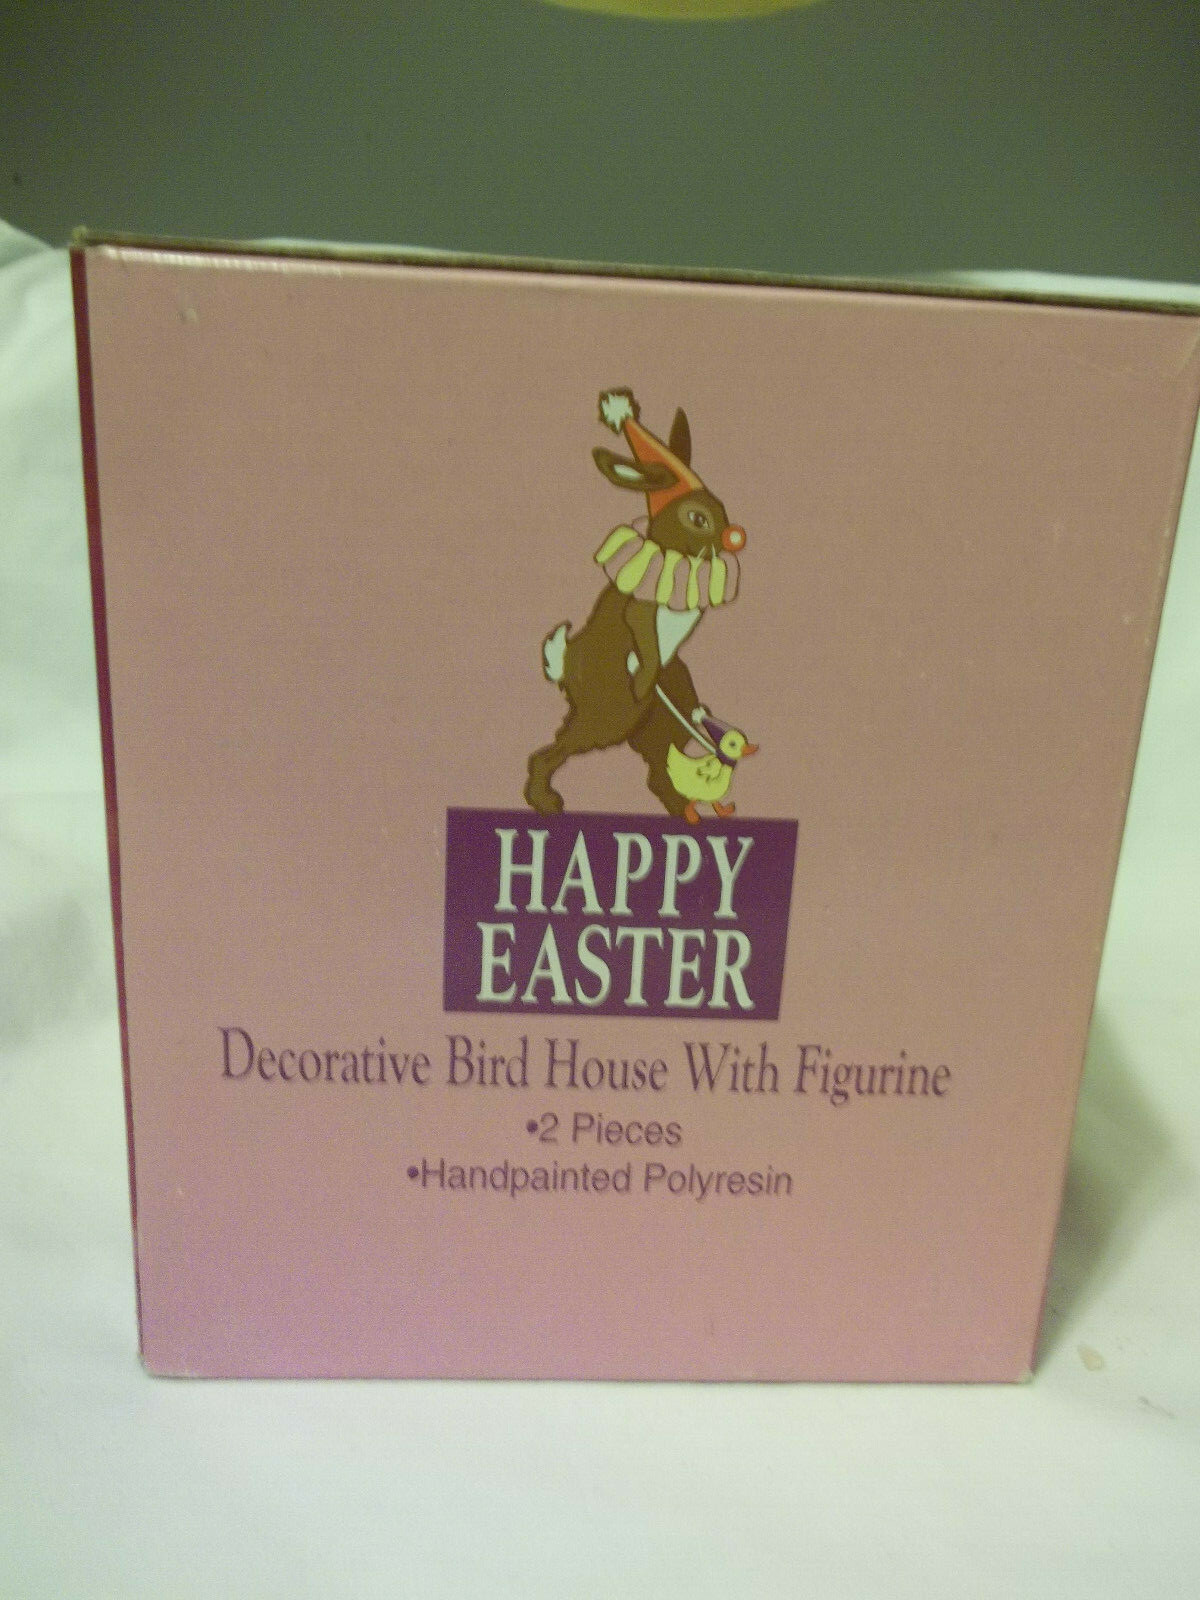 HAPPY
EASTER
Decorative Bird House With Figurine
•2 Pieces
•Handpainted Polyresin